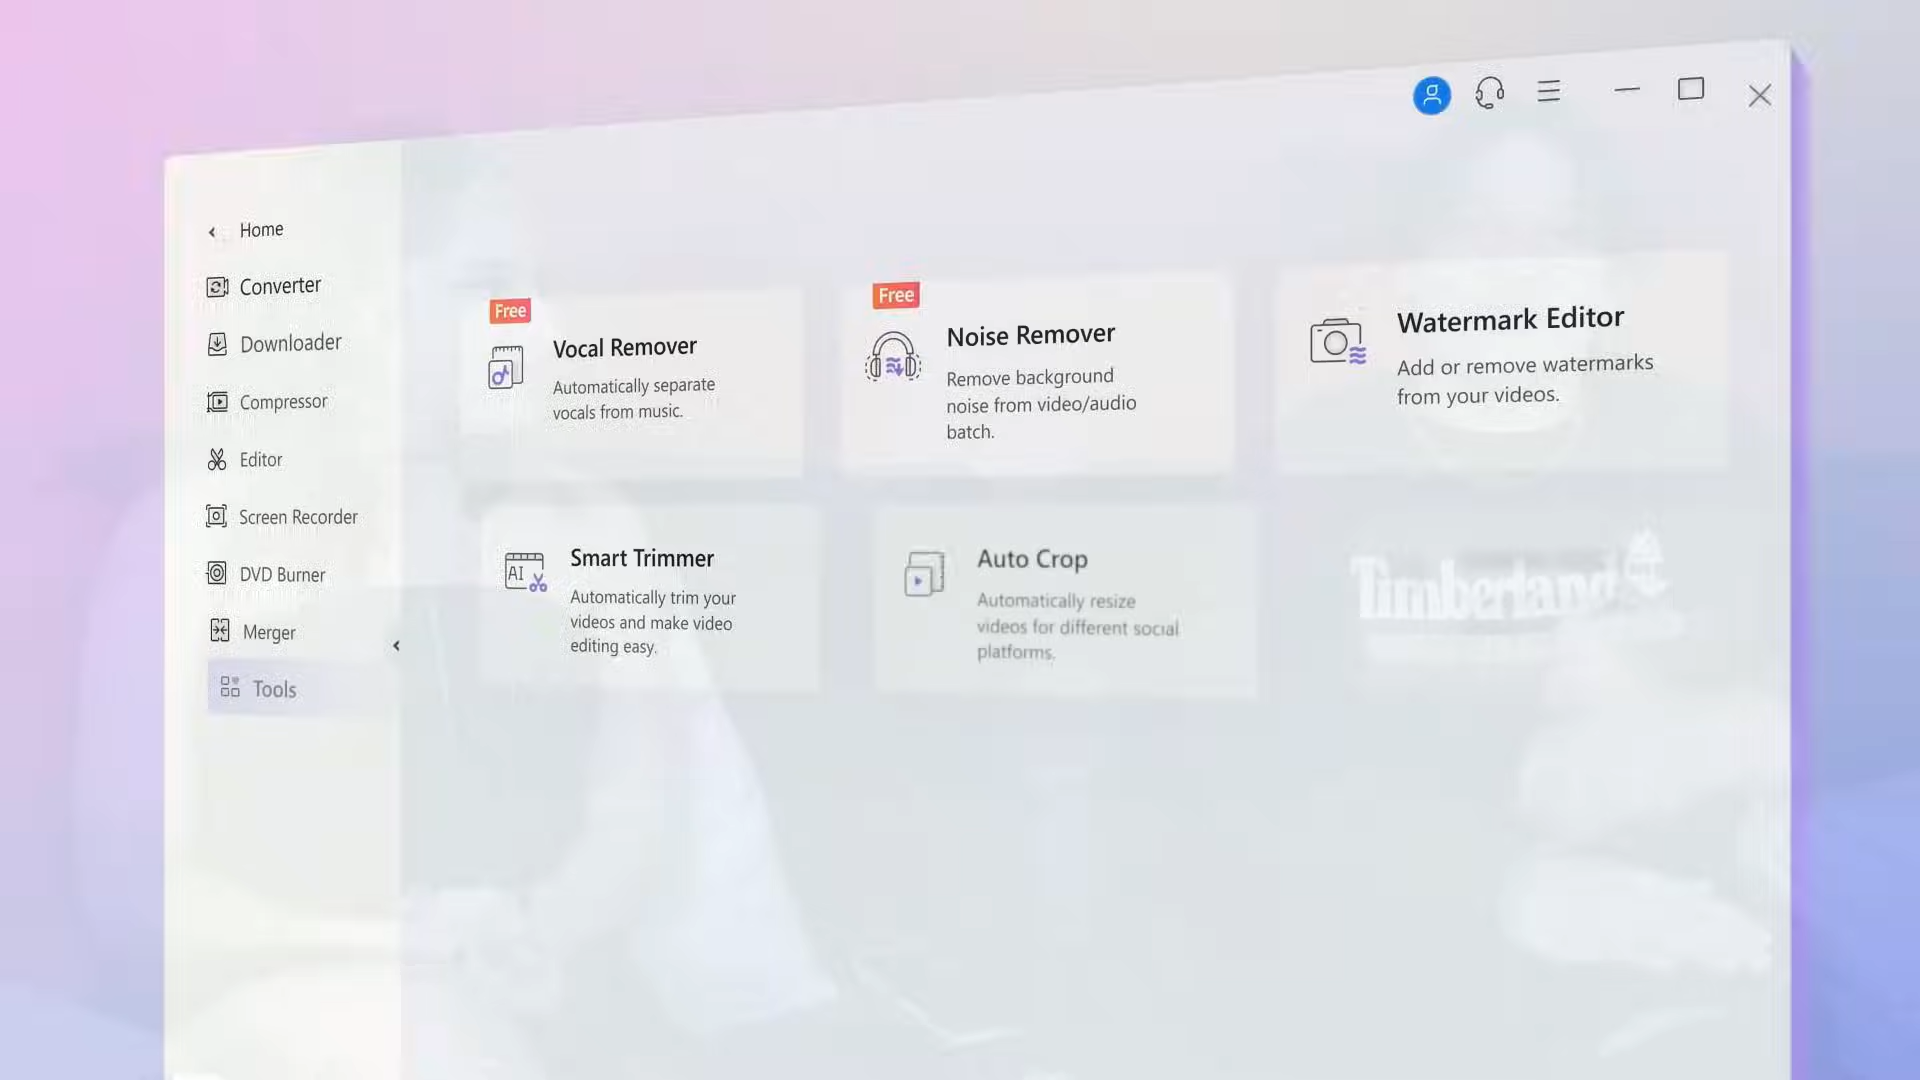 Home
Converter
Downloader
Compressor
Editor
Screen Recorder
DVD Burner
Merger
Tools
Free
Vocal Remover
Automatically separate
vocals from music.
Free
Noise Remover
Remove background
noise from video/audio
batch.
Watermark Editor
Add or remove watermarks
from your videos.
AI
Smart Trimmer
Automatically trim your
videos and make video
editing easy.
Auto Crop
Automatically resize
videos for different social
platforms.
Timberland